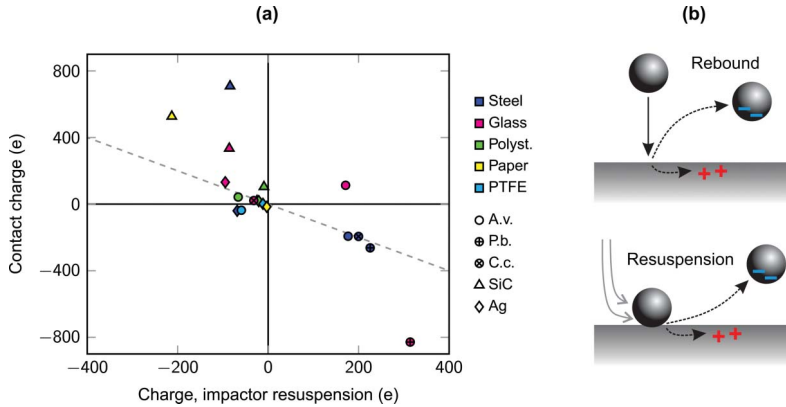 (a)
(b)
Contact charge (e)
800
400
0
−400
−800
−400
−200
0
200
400
Charge, impactor resuspension (e)
Steel
Glass
Polyst.
Paper
PTFE
A.v.
P.b.
C.c.
SiC
Ag
Rebound
++
Resuspension
++